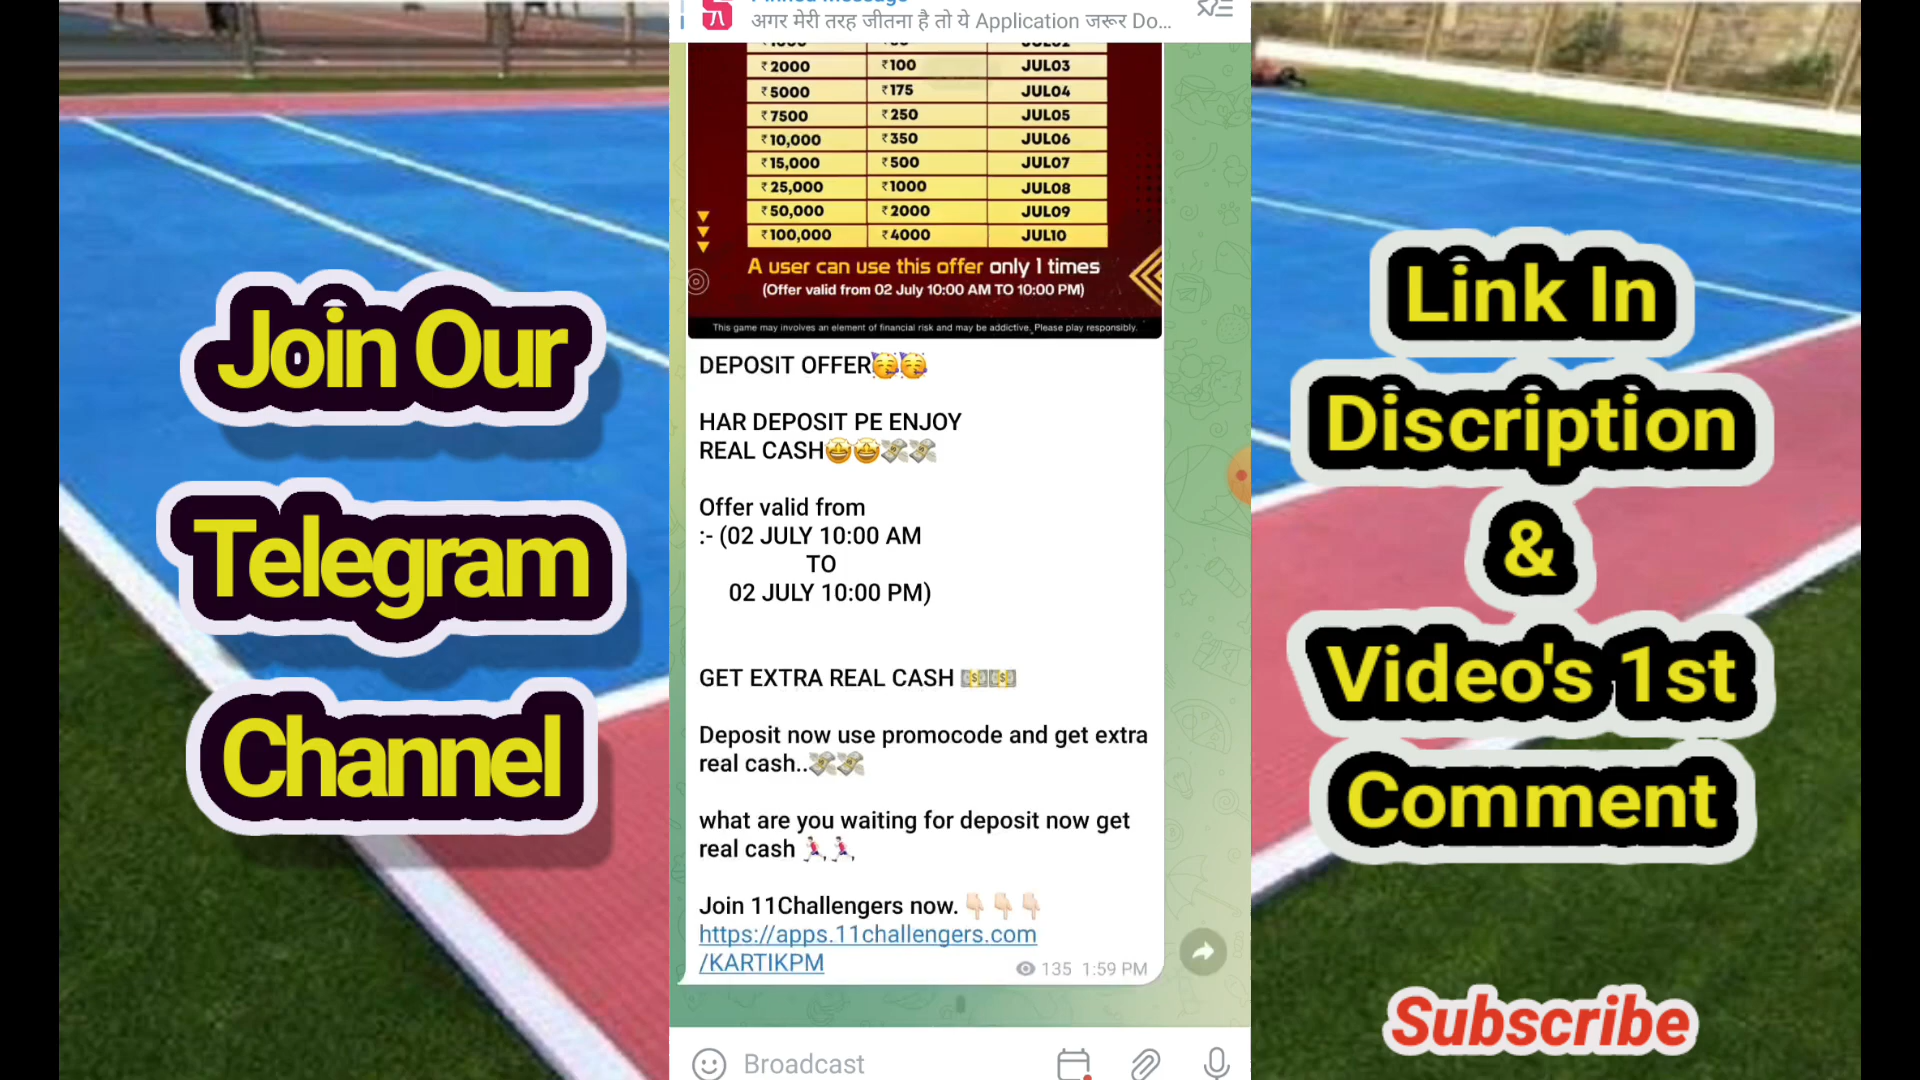 अगर मेरी तरह जीतना है तो ये Application जरूर Do...
₹2000 ₹100 JUL03
₹5000 ₹175 JUL04
₹7500 ₹250 JUL05
₹10,000 ₹350 JUL06
₹15,000 ₹500 JUL07
₹25,000 ₹1000 JUL08
₹50,000 ₹2000 JUL09
₹100,000 ₹4000 JUL10
A user can use this offer only 1 times
(Offer valid from 02 July 10:00 AM TO 10:00 PM)
This game may involves an element of financial risk and may be addictive. Please play responsibly.
DEPOSIT OFFER🥳🥳
HAR DEPOSIT PE ENJOY
REAL CASH🤩🤩💸💸
Offer valid from
:- (02 JULY 10:00 AM
TO
02 JULY 10:00 PM)
GET EXTRA REAL CASH 💵💵
Deposit now use promocode and get extra
real cash..💸💸
what are you waiting for deposit now get
real cash 🏃🏻‍♀️🏃🏻‍♀️
Join 11Challengers now. 👇🏻👇🏻👇🏻
https://apps.11challengers.com
/KARTIKPM
135 1:59 PM
Broadcast
Join Our
Telegram
Channel
Link In
Discription
&
Video's 1st
Comment
Subscribe